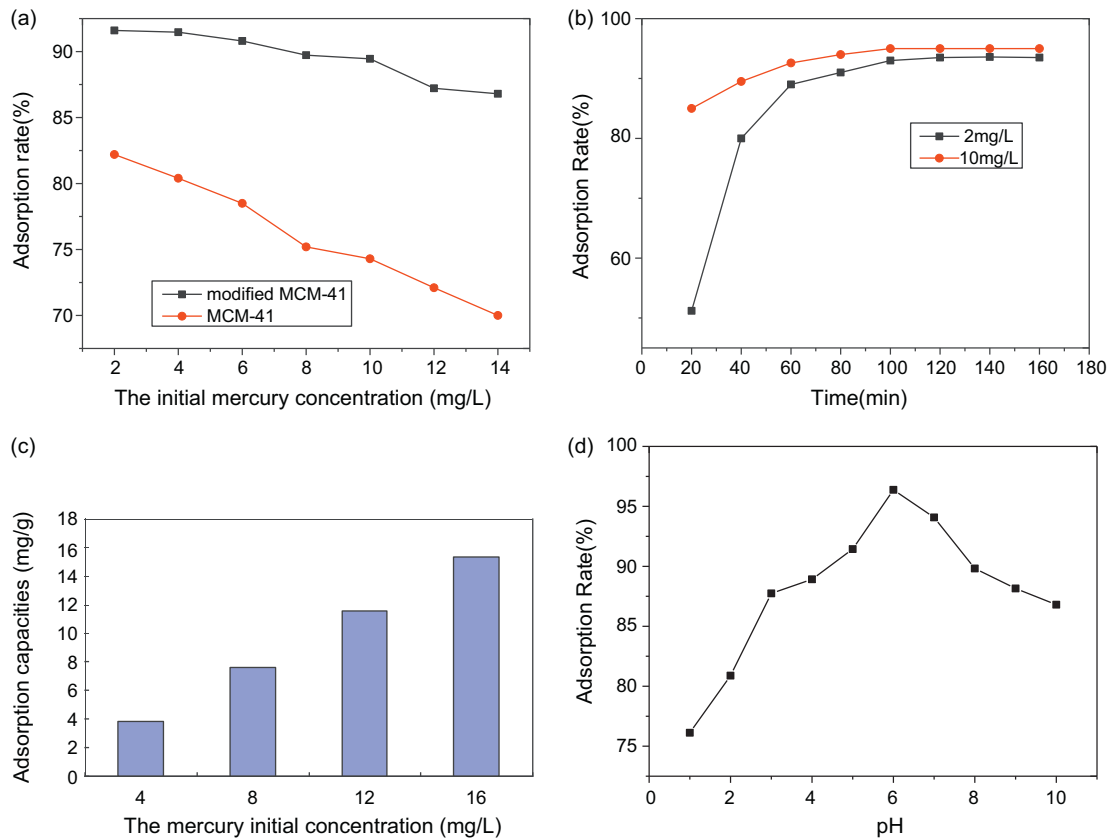 (a)
Adsorption rate(%)
90
85
80
75
70
modified MCM-41
MCM-41
2 4 6 8 10 12 14
The initial mercury concentration (mg/L)
(b)
Adsorption Rate(%)
100
80
60
2mg/L
10mg/L
0 20 40 60 80 100 120 140 160 180
Time(min)
(c)
Adsorption capacities (mg/g)
18
16
14
12
10
8
6
4
2
0
4 8 12 16
The mercury initial concentration (mg/L)
(d)
Adsorption Rate(%)
100
95
90
85
80
75
0 2 4 6 8 10
pH